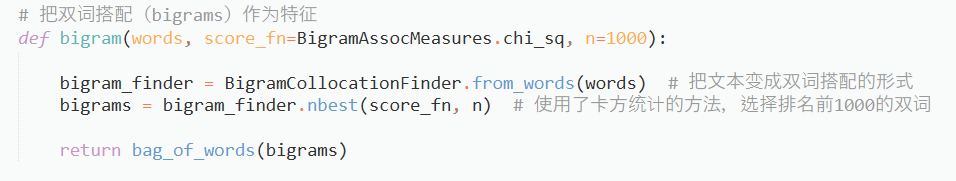 # 把双词搭配（bigrams）作为特征
def bigram(words, score_fn=BigramAssocMeasures.chi_sq, n=1000):
bigram_finder = BigramCollocationFinder.from_words(words)  # 把文本变成双词搭配的形式
bigrams = bigram_finder.nbest(score_fn, n)  # 使用了卡方统计的方法，选择排名前1000的双词
return bag_of_words(bigrams)